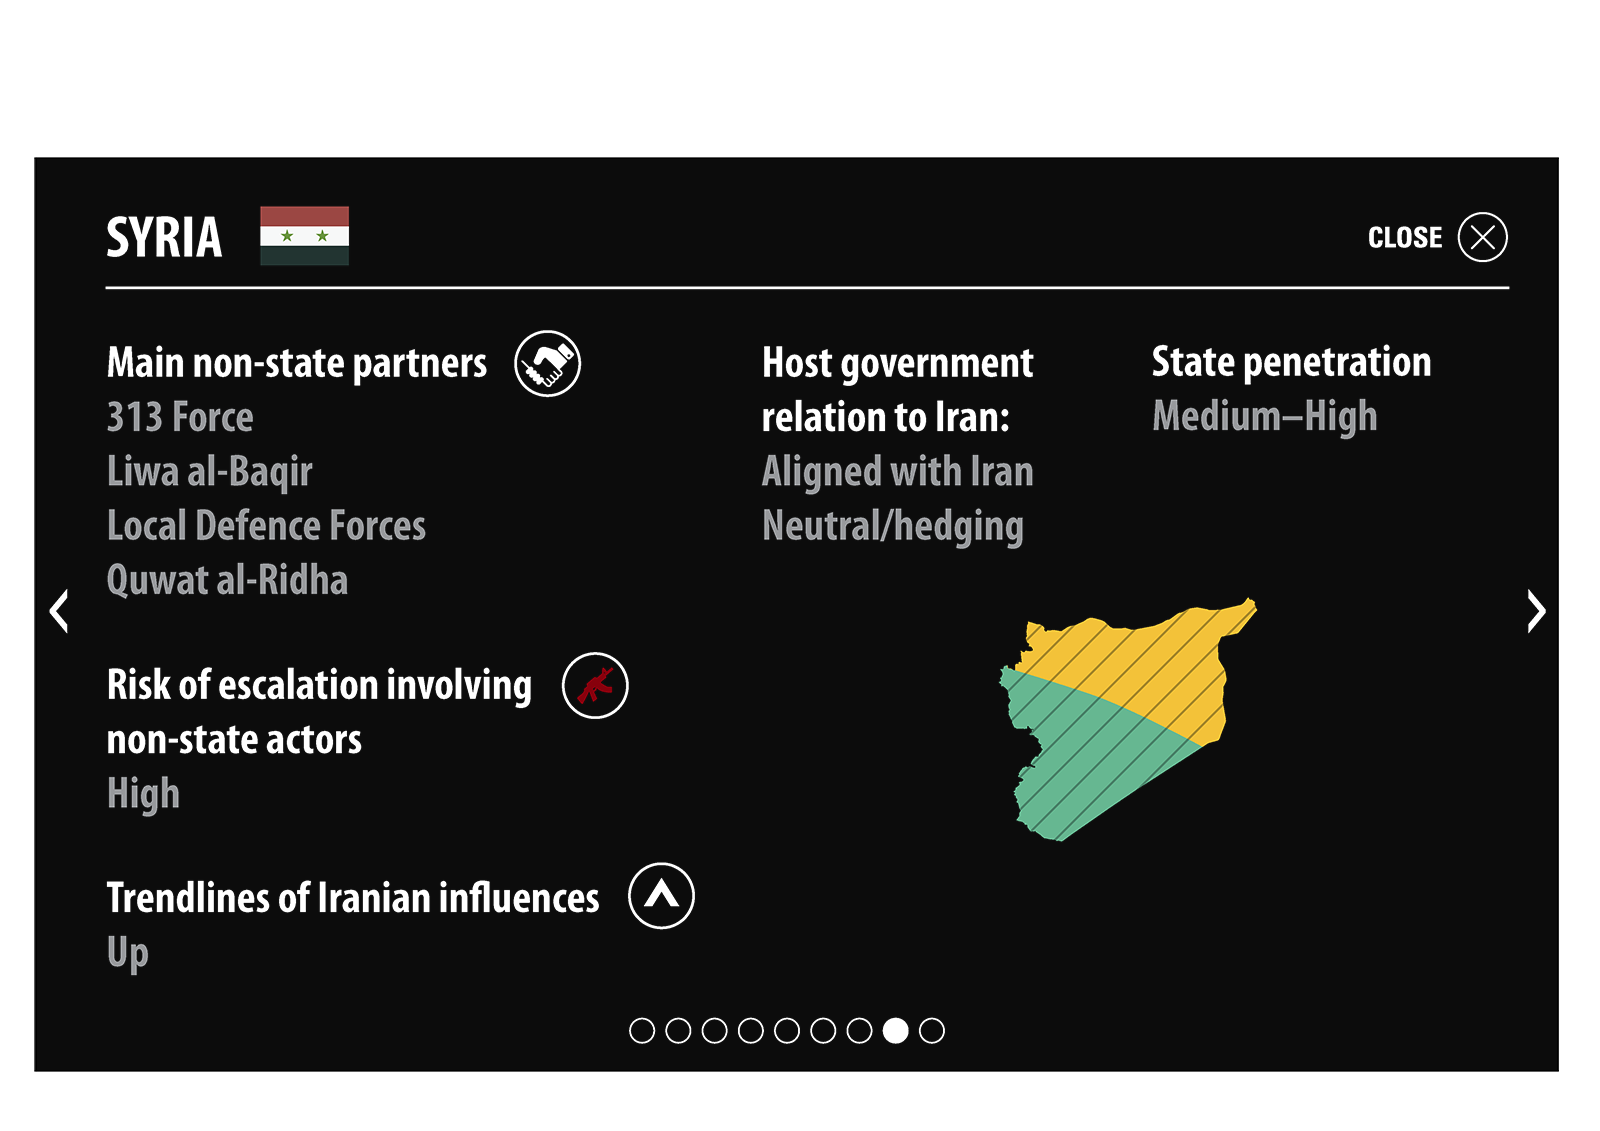 SYRIA
CLOSE
Main non-state partners
313 Force
Liwa al-Baqir
Local Defence Forces
Quwat al-Ridha
Risk of escalation involving
non-state actors
High
Trendlines of Iranian influences
Up
Host government
relation to Iran:
Aligned with Iran
Neutral/hedging
State penetration
Medium–High